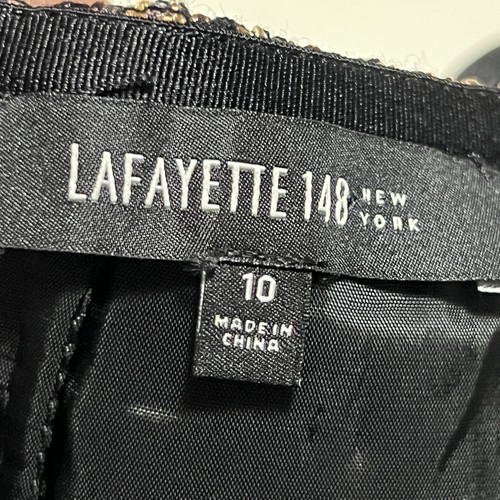 LAFAYETTE 148 NEW YORK
10
MADE IN
CHINA